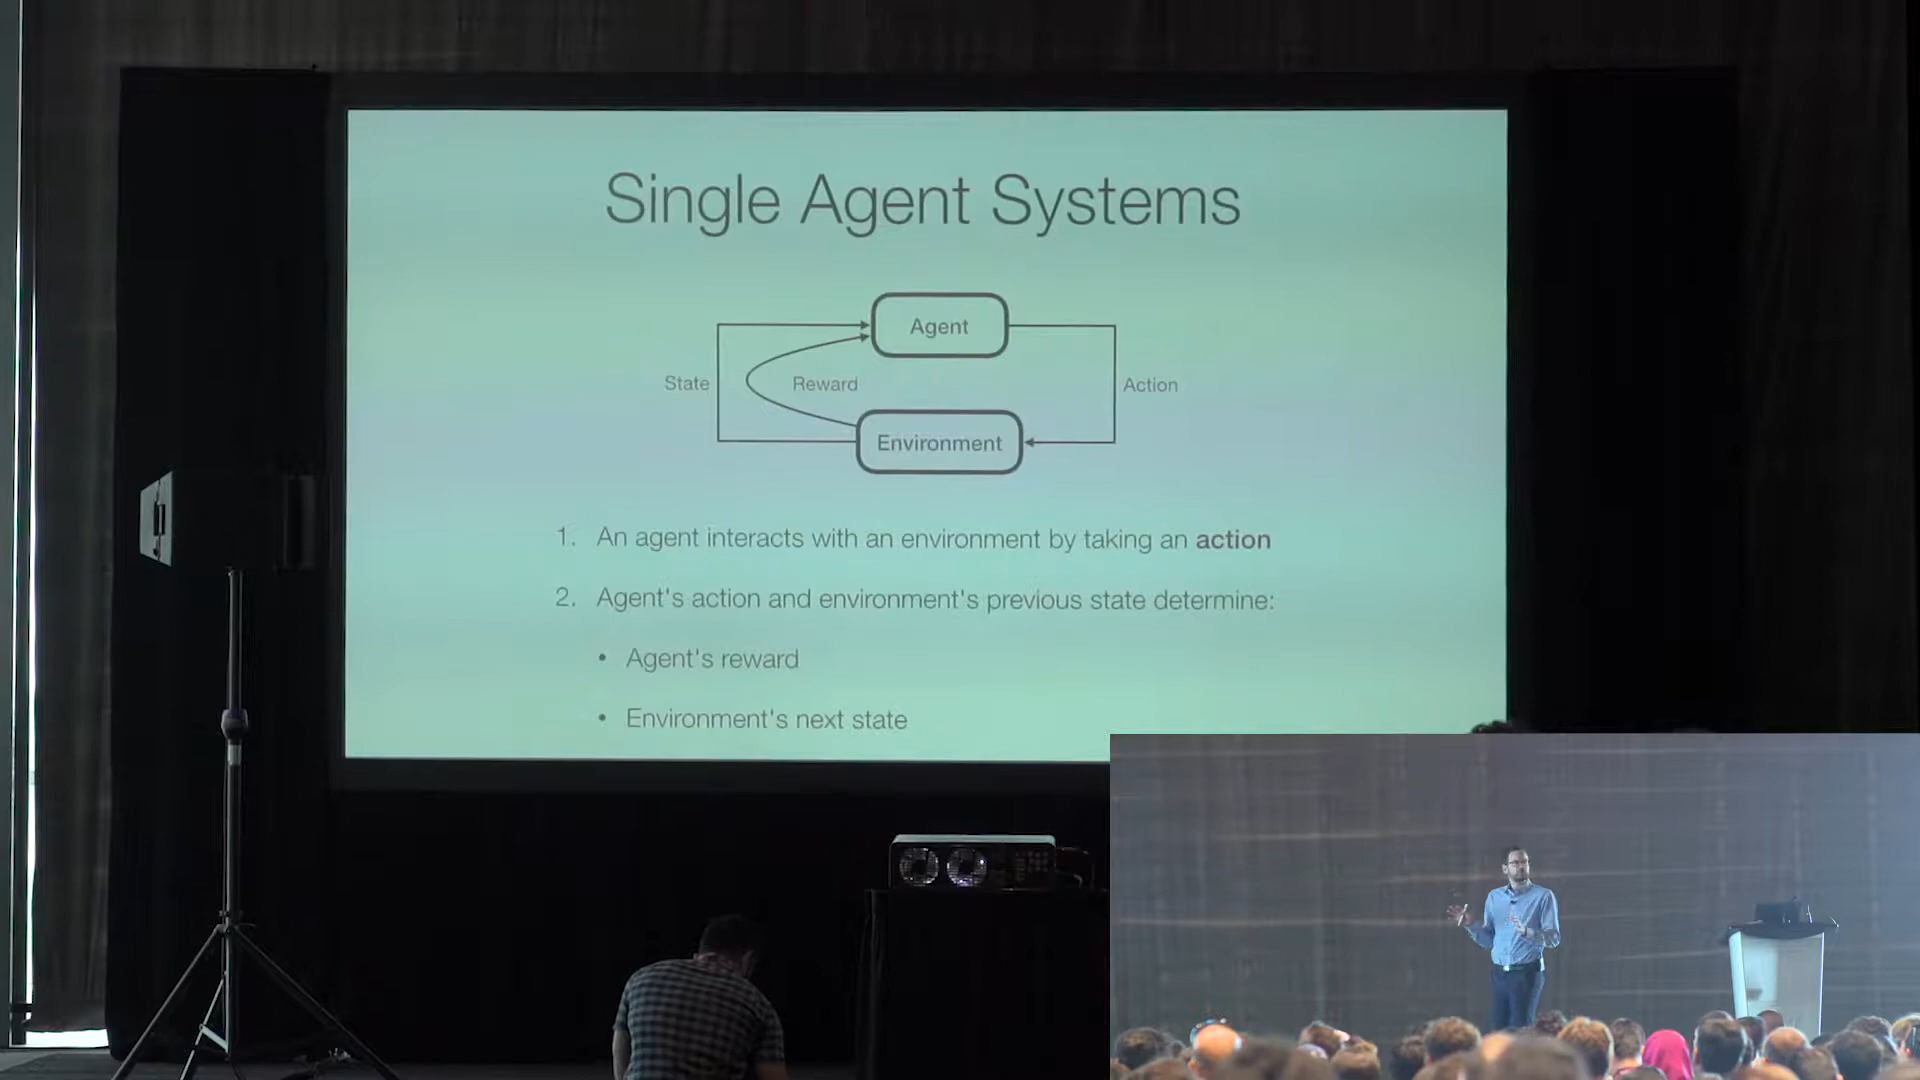 Single Agent Systems
Agent
State
Reward
Action
Environment
1. An agent interacts with an environment by taking an action
2. Agent's action and environment's previous state determine:
• Agent's reward
• Environment's next state